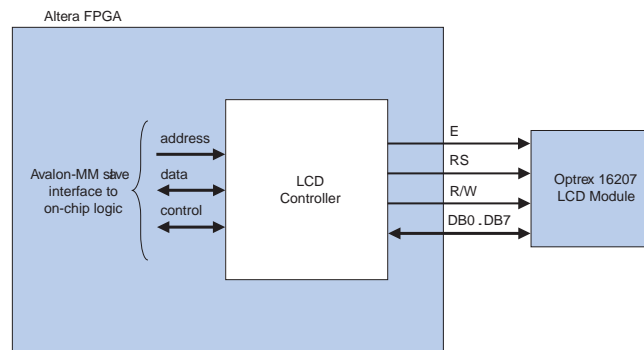 Altera FPGA
address
Avalon-MM slave
interface to
on-chip logic
data
control
LCD
Controller
E
RS
R/W
DB0 . DB7
Optrex 16207
LCD Module